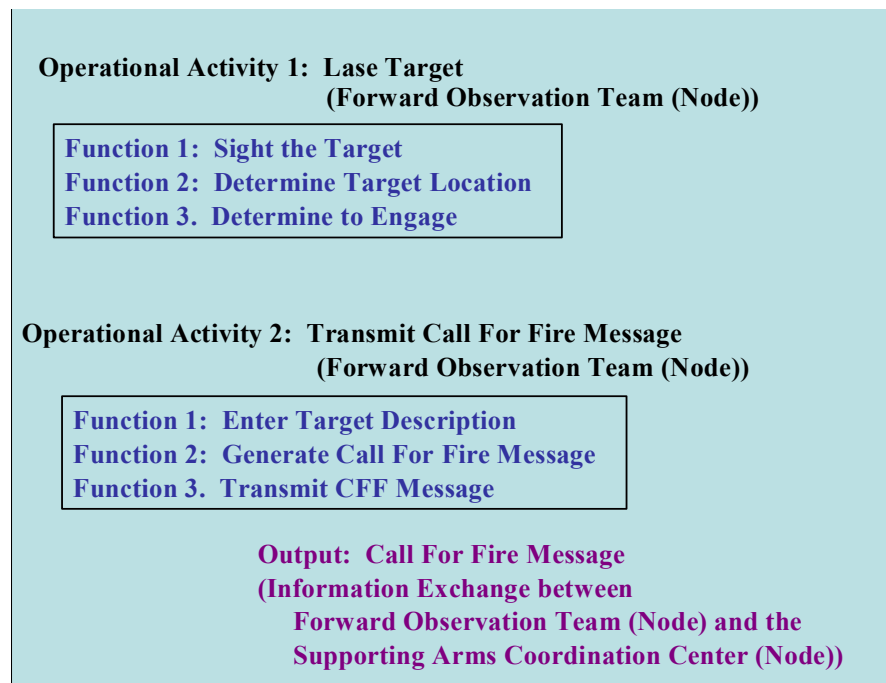 Operational Activity 1: Lase Target
(Forward Observation Team (Node))
Function 1: Sight the Target
Function 2: Determine Target Location
Function 3. Determine to Engage
Operational Activity 2: Transmit Call For Fire Message
(Forward Observation Team (Node))
Function 1: Enter Target Description
Function 2: Generate Call For Fire Message
Function 3. Transmit CFF Message
Output: Call For Fire Message
(Information Exchange between
Forward Observation Team (Node) and the
Supporting Arms Coordination Center (Node))